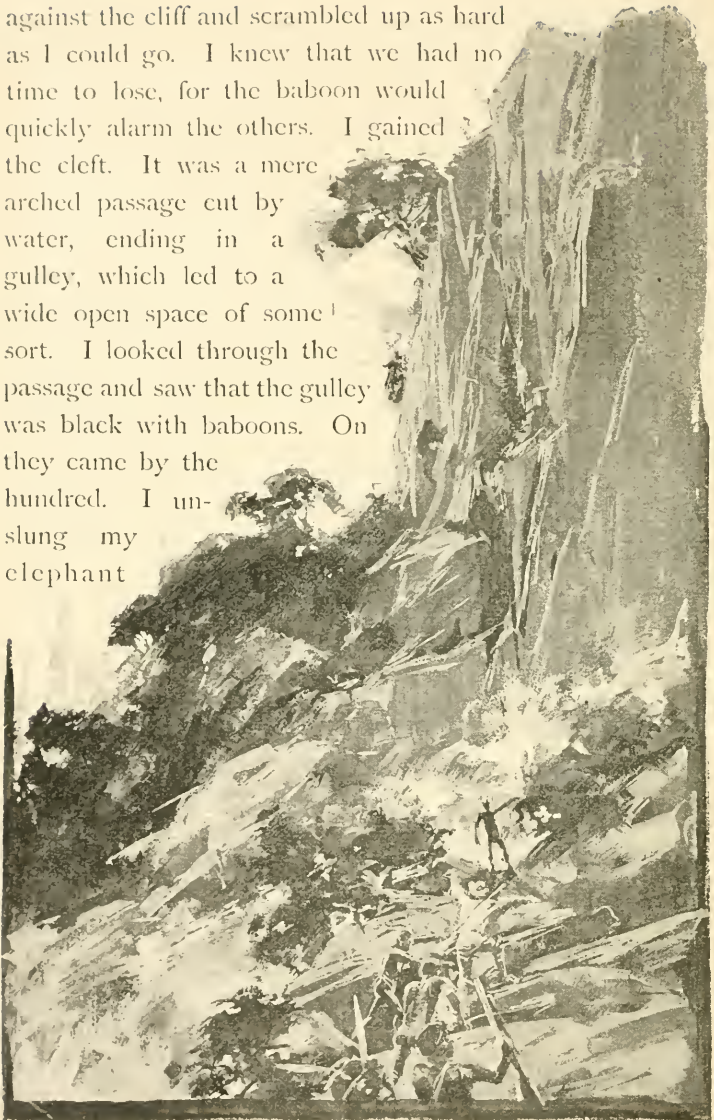 against the cliff and scrambled up as hard
as I could go. I knew that we had no
time to lose, for the baboon would
quickly alarm the others. I gained
the cleft. It was a mere
arched passage cut by
water, ending in a
gulley, which led to a
wide open space of some
sort. I looked through the
passage and saw that the gulley
was black with baboons. On
they came by the
hundred. I un-
slung my
elephant